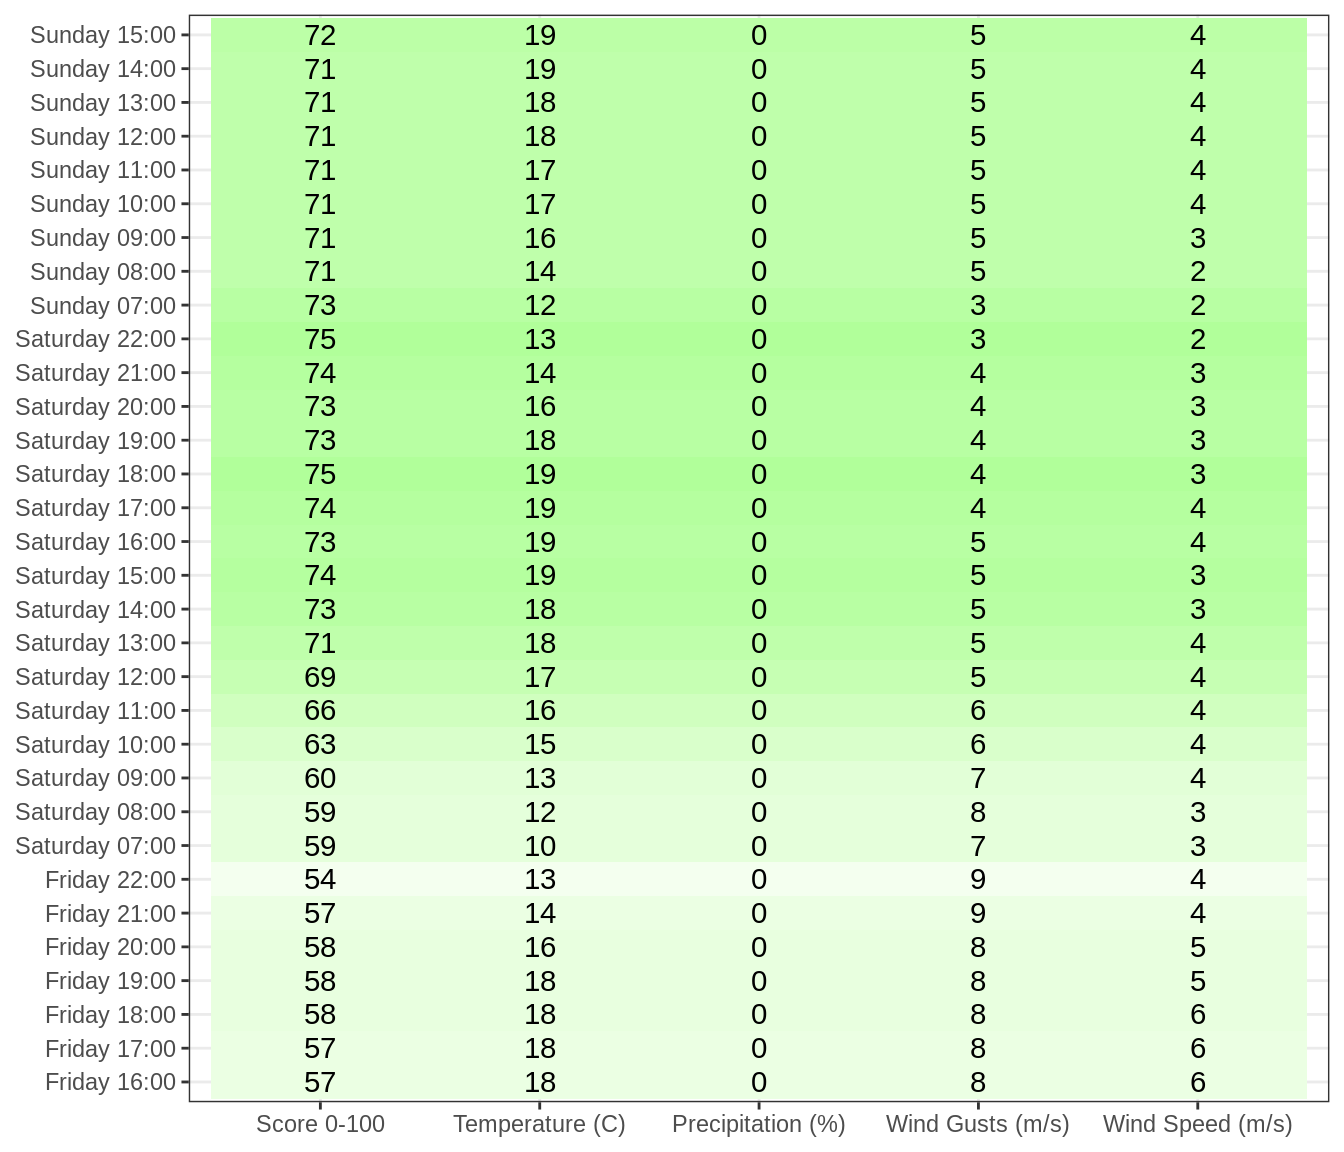 Sunday 15:00 72 19 0 5 4
Sunday 14:00 71 19 0 5 4
Sunday 13:00 71 18 0 5 4
Sunday 12:00 71 18 0 5 4
Sunday 11:00 71 17 0 5 4
Sunday 10:00 71 17 0 5 4
Sunday 09:00 71 16 0 5 3
Sunday 08:00 71 14 0 5 2
Sunday 07:00 73 12 0 3 2
Saturday 22:00 75 13 0 3 2
Saturday 21:00 74 14 0 4 3
Saturday 20:00 73 16 0 4 3
Saturday 19:00 73 18 0 4 3
Saturday 18:00 75 19 0 4 3
Saturday 17:00 74 19 0 4 4
Saturday 16:00 73 19 0 5 4
Saturday 15:00 74 19 0 5 3
Saturday 14:00 73 18 0 5 3
Saturday 13:00 71 18 0 5 4
Saturday 12:00 69 17 0 5 4
Saturday 11:00 66 16 0 6 4
Saturday 10:00 63 15 0 6 4
Saturday 09:00 60 13 0 7 4
Saturday 08:00 59 12 0 8 3
Saturday 07:00 59 10 0 7 3
Friday 22:00 54 13 0 9 4
Friday 21:00 57 14 0 9 4
Friday 20:00 58 16 0 8 5
Friday 19:00 58 18 0 8 5
Friday 18:00 58 18 0 8 6
Friday 17:00 57 18 0 8 6
Friday 16:00 57 18 0 8 6
Score 0-100 Temperature (C) Precipitation (%) Wind Gusts (m/s) Wind Speed (m/s)